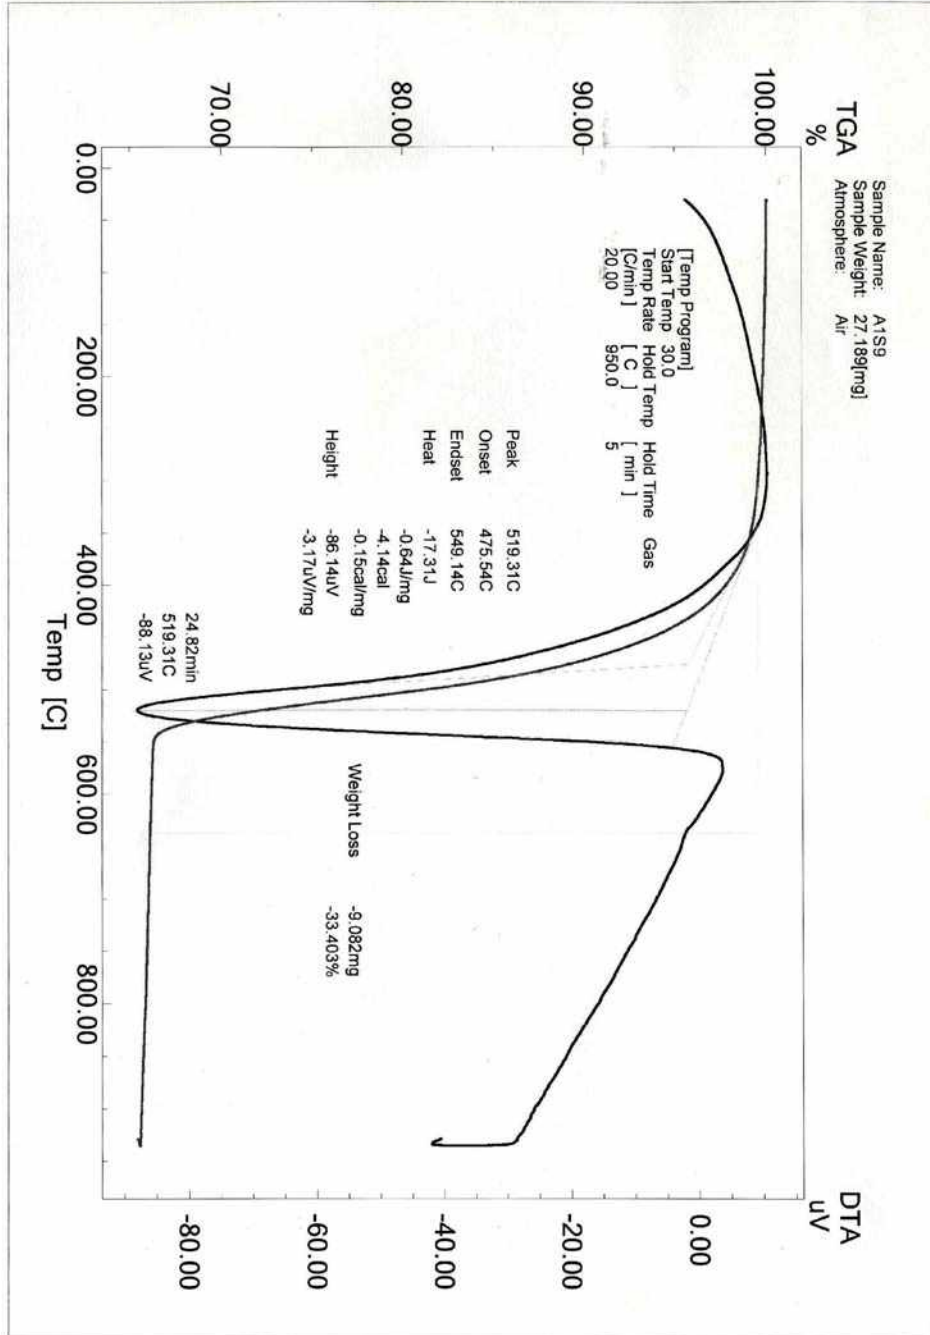 Sample Name: A1S9
Sample Weight: 27.189[mg]
Atmosphere: Air
TGA
%
DTA
uV
100.00
90.00
80.00
70.00
0.00
-20.00
-40.00
-60.00
-80.00
[Temp Program]
Start Temp 30.0
Temp Rate Hold Temp Hold Time Gas
[C/min] [ C ] [ min ]
20.00 950.0 5
Peak 519.31C
Onset 475.54C
Endset 549.14C
Heat -17.31J
-0.64J/mg
-4.14cal
-0.15cal/mg
Height -86.14uV
-3.17uV/mg
Weight Loss -9.082mg
-33.403%
24.82min
519.31C
-88.13uV
0.00 200.00 400.00 600.00 800.00
Temp [C]